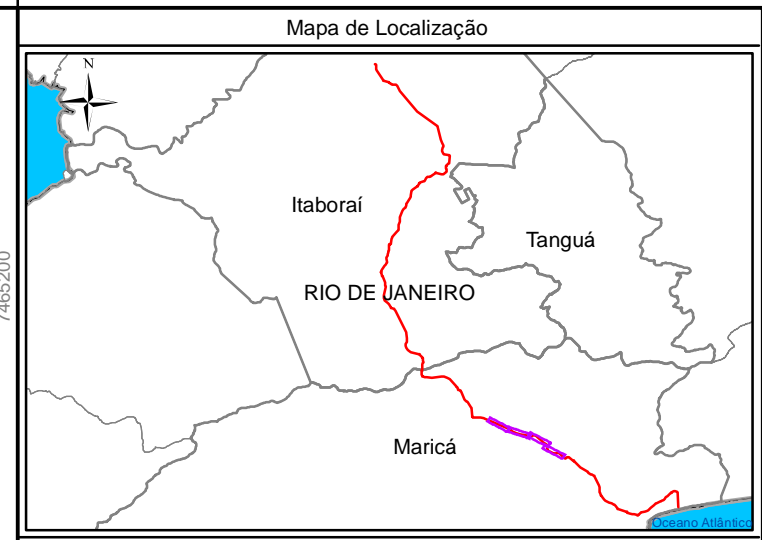 Mapa de Localização
N
Itaboraí
Tanguá
7465200
RIO DE JANEIRO
Maricá
Oceano Atlântico